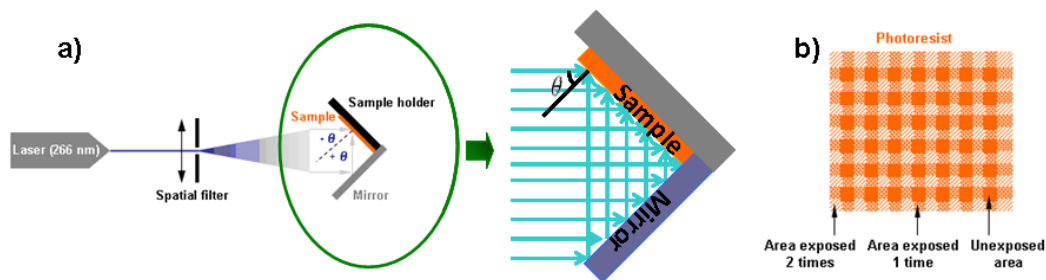 a)
Laser (266 nm)
Spatial filter
Sample holder
Sample
- θ
+ θ
Mirror
θ
Sample
Mirror
b)
Photoresist
Area exposed
2 times
Area exposed
1 time
Unexposed
area